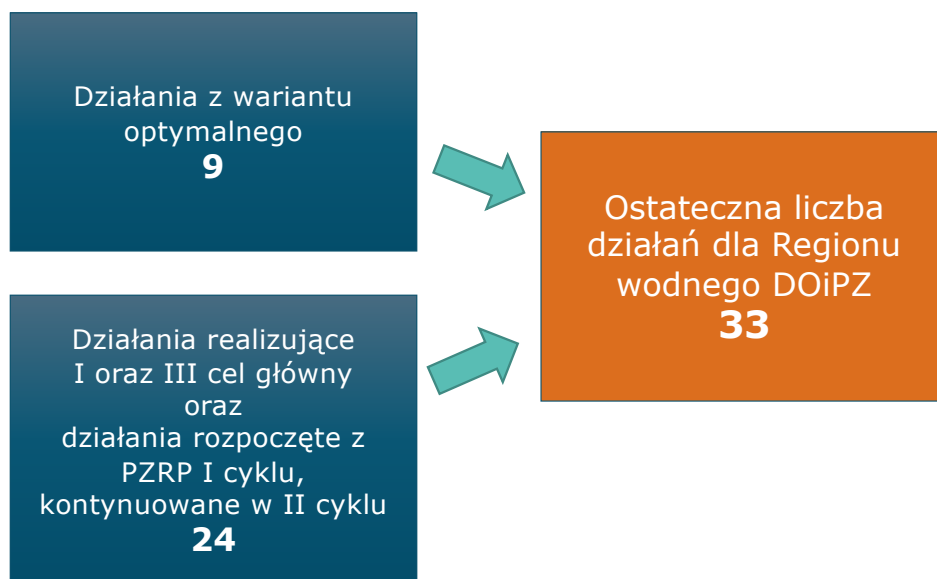 Działania z wariantu
optymalnego
9
Działania realizujące
I oraz III cel główny
oraz
działania rozpoczęte z
PZRP I cyklu,
kontynuowane w II cyklu
24
Ostateczna liczba
działań dla Regionu
wodnego DOiPZ
33